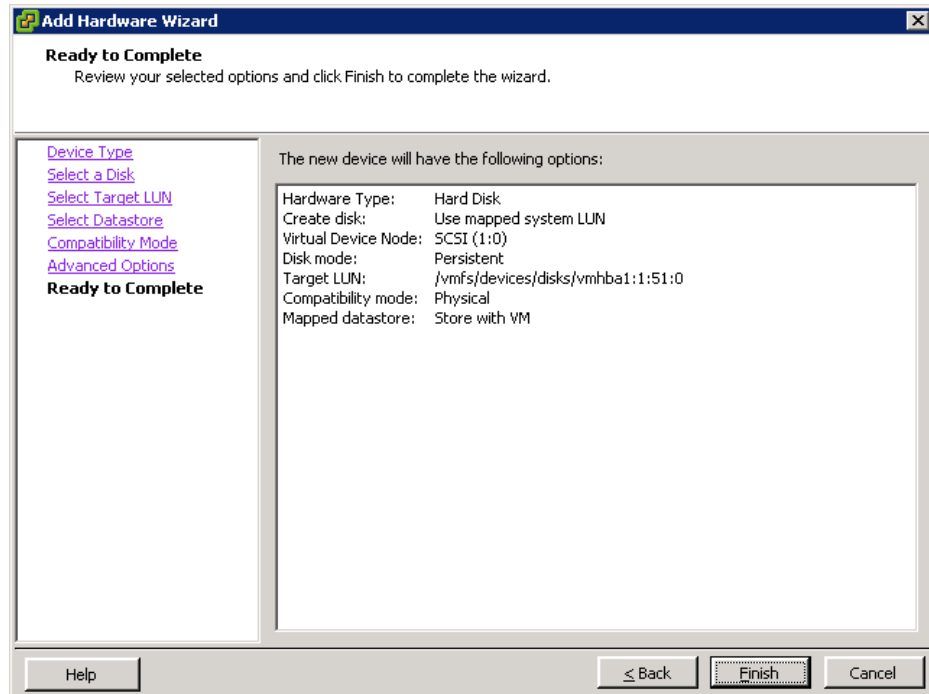 Add Hardware Wizard
Ready to Complete
Review your selected options and click Finish to complete the wizard.
Device Type
Select a Disk
Select Target LUN
Select Datastore
Compatibility Mode
Advanced Options
Ready to Complete
The new device will have the following options:
Hardware Type: Hard Disk
Create disk: Use mapped system LUN
Virtual Device Node: SCSI (1:0)
Disk mode: Persistent
Target LUN: /vmfs/devices/disks/vmhba1:1:51:0
Compatibility mode: Physical
Mapped datastore: Store with VM
Help
< Back
Finish
Cancel